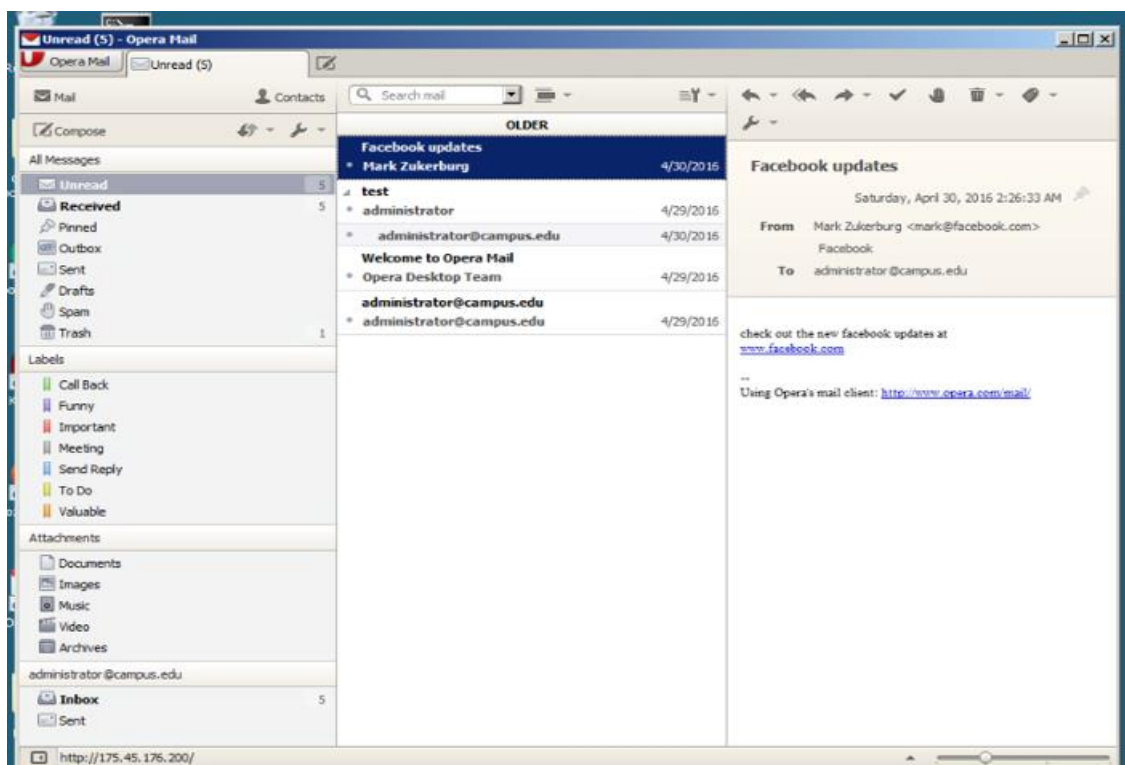 Unread (5) - Opera Mail
Opera Mail
Unread (5)
Mail
Contacts
Compose
All Messages
Unread 5
Received 5
Pinned
Outbox
Sent
Drafts
Spam
Trash 1
Labels
Call Back
Funny
Important
Meeting
Send Reply
To Do
Valuable
Attachments
Documents
Images
Music
Video
Archives
administrator@campus.edu
Inbox 5
Sent
http://175.45.176.200/
Search mail
OLDER
Facebook updates
Mark Zukerburg 4/30/2016
test
administrator 4/29/2016
administrator@campus.edu 4/30/2016
Welcome to Opera Mail
Opera Desktop Team 4/29/2016
administrator@campus.edu
administrator@campus.edu 4/29/2016
Facebook updates
Saturday, April 30, 2016 2:26:33 AM
From Mark Zukerburg <mark@facebook.com>
Facebook
To administrator@campus.edu
check out the new facebook updates at
www.facebook.com
--
Using Opera's mail client: http://www.opera.com/mail/